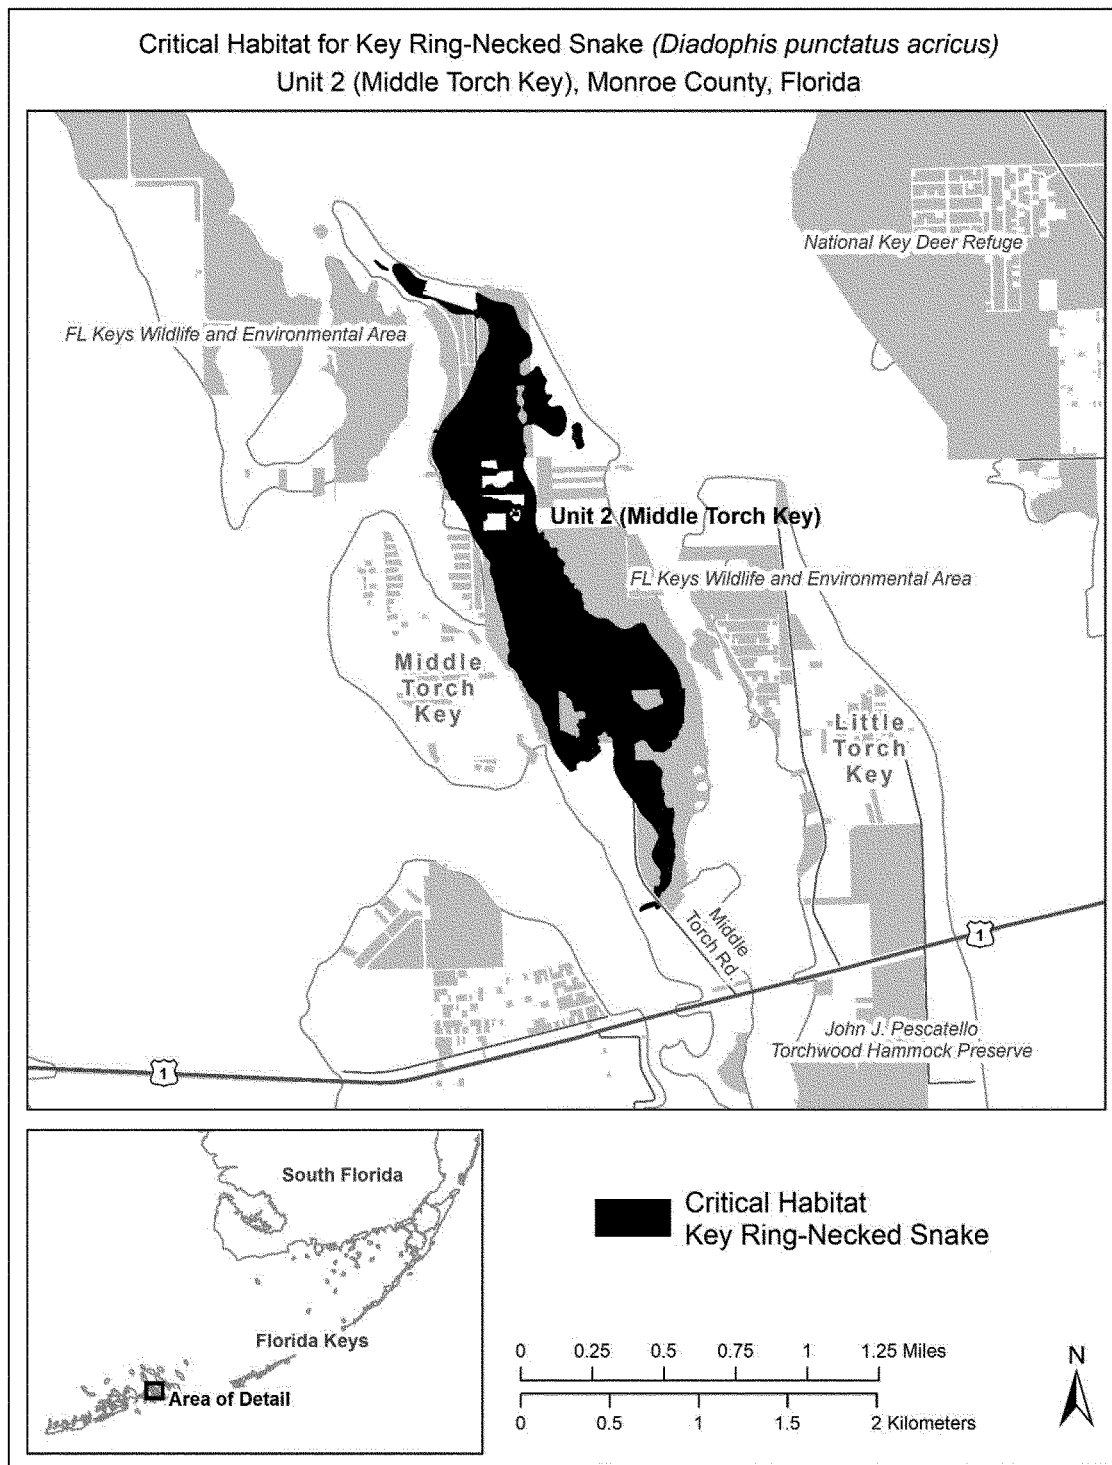 Critical Habitat for Key Ring-Necked Snake (Diadophis punctatus acricus)
Unit 2 (Middle Torch Key), Monroe County, Florida
National Key Deer Refuge
FL Keys Wildlife and Environmental Area
Unit 2 (Middle Torch Key)
FL Keys Wildlife and Environmental Area
Middle
Torch
Key
Little
Torch
Key
Middle
Torch Rd.
1
John J. Pescatello
Torchwood Hammock Preserve
1
South Florida
Florida Keys
Area of Detail
Critical Habitat
Key Ring-Necked Snake
0 0.25 0.5 0.75 1 1.25 Miles
0 0.5 1 1.5 2 Kilometers
N